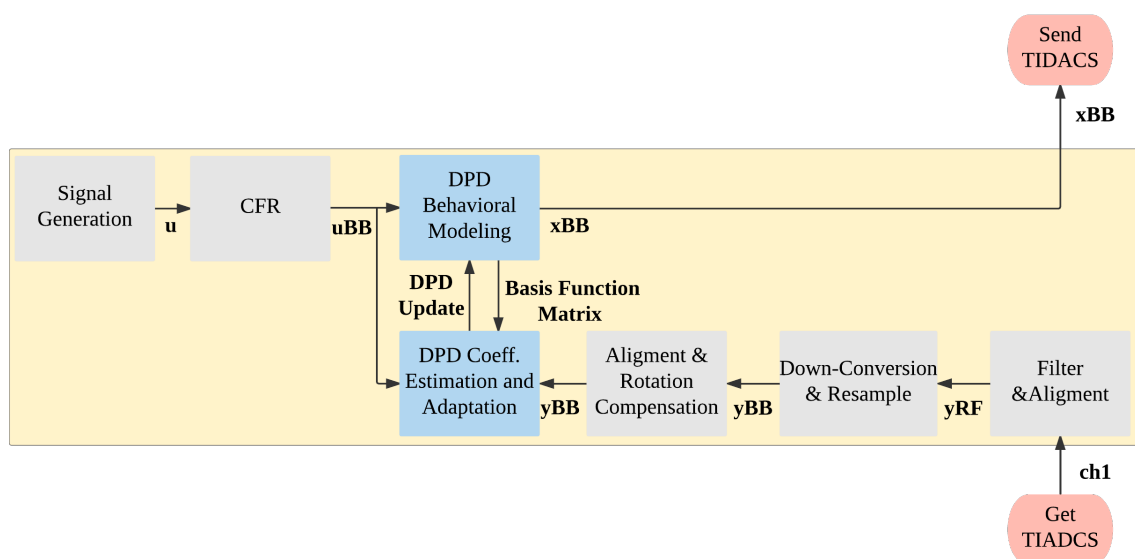 Send
TIDACS
xBB
Signal
Generation
u
CFR
uBB
DPD
Behavioral
Modeling
xBB
DPD
Update
Basis Function
Matrix
DPD Coeff.
Estimation and
Adaptation
yBB
Aligment &
Rotation
Compensation
yBB
Down-Conversion
& Resample
yRF
Filter
&Aligment
ch1
Get
TIADCS